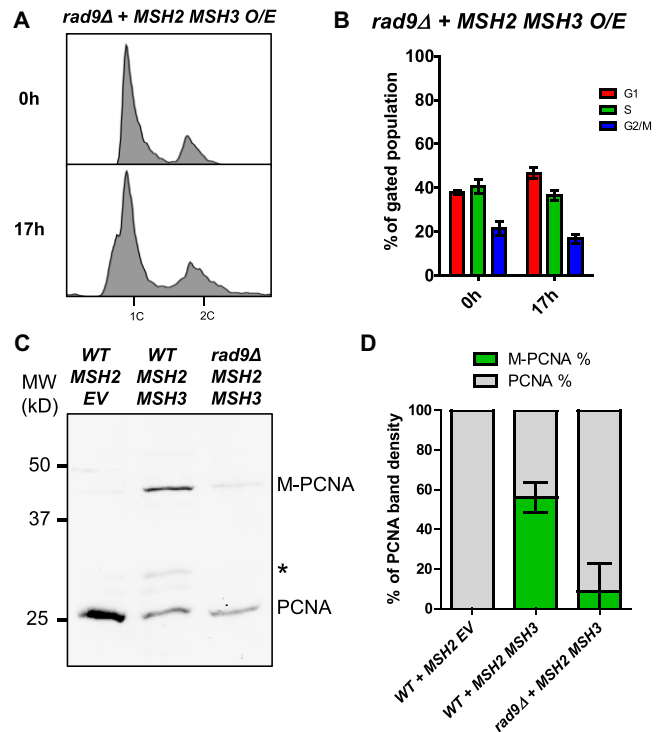 A
rad9Δ + MSH2 MSH3 O/E
0h
17h
1C
2C
B
rad9Δ + MSH2 MSH3 O/E
% of gated population
100
80
60
40
20
0
0h
17h
G1
S
G2/M
C
MW
(kD)
WT
MSH2
EV
WT
MSH2
MSH3
rad9Δ
MSH2
MSH3
50
37
25
M-PCNA
*
PCNA
D
M-PCNA %
PCNA %
% of PCNA band density
100
80
60
40
20
0
WT + MSH2 EV
WT + MSH2 MSH3
rad9Δ + MSH2 MSH3